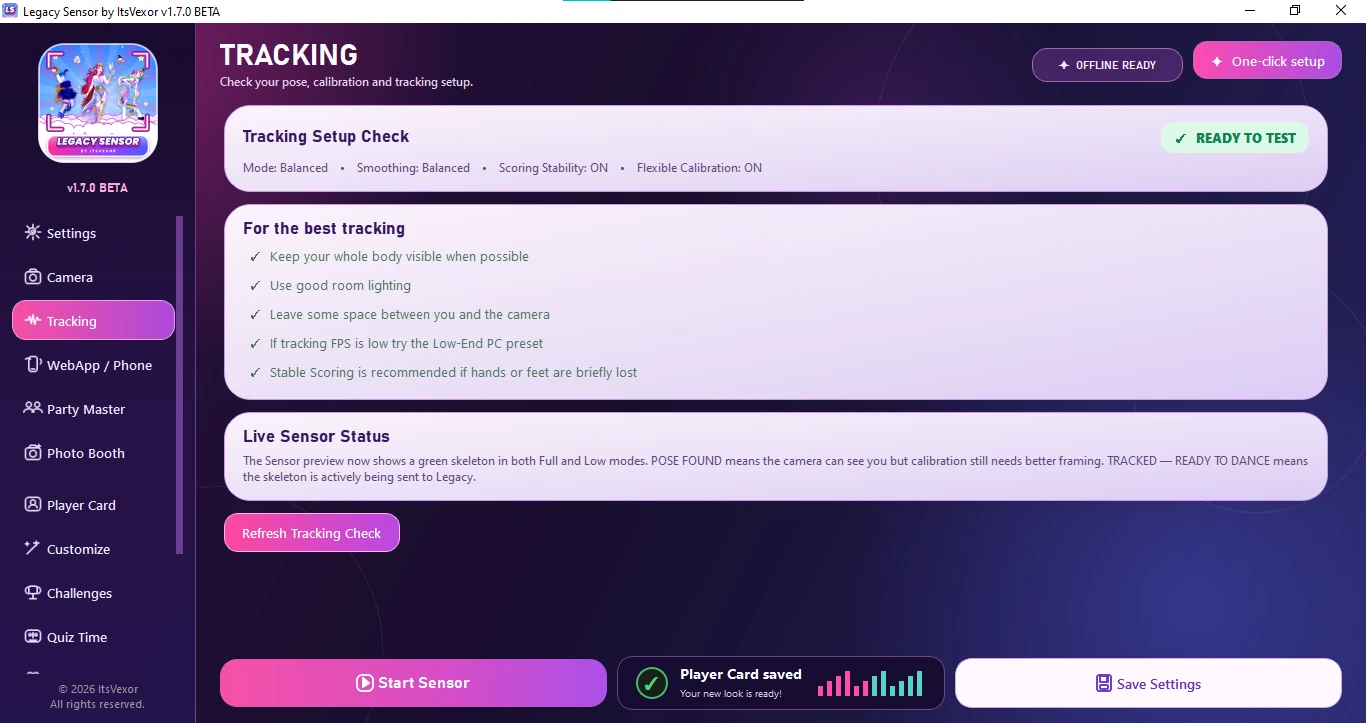 LS Legacy Sensor by ItsVexor v1.7.0 BETA
LEGACY SENSOR
BY ITSVEXOR
v1.7.0 BETA
Settings
Camera
Tracking
WebApp / Phone
Party Master
Photo Booth
Player Card
Customize
Challenges
Quiz Time
© 2026 ItsVexor
All rights reserved.
TRACKING
Check your pose, calibration and tracking setup.
OFFLINE READY
One-click setup
Tracking Setup Check
✓ READY TO TEST
Mode: Balanced • Smoothing: Balanced • Scoring Stability: ON • Flexible Calibration: ON
For the best tracking
✓ Keep your whole body visible when possible
✓ Use good room lighting
✓ Leave some space between you and the camera
✓ If tracking FPS is low try the Low-End PC preset
✓ Stable Scoring is recommended if hands or feet are briefly lost
Live Sensor Status
The Sensor preview now shows a green skeleton in both Full and Low modes. POSE FOUND means the camera can see you but calibration still needs better framing. TRACKED — READY TO DANCE means
the skeleton is actively being sent to Legacy.
Refresh Tracking Check
Start Sensor
Player Card saved
Your new look is ready!
Save Settings